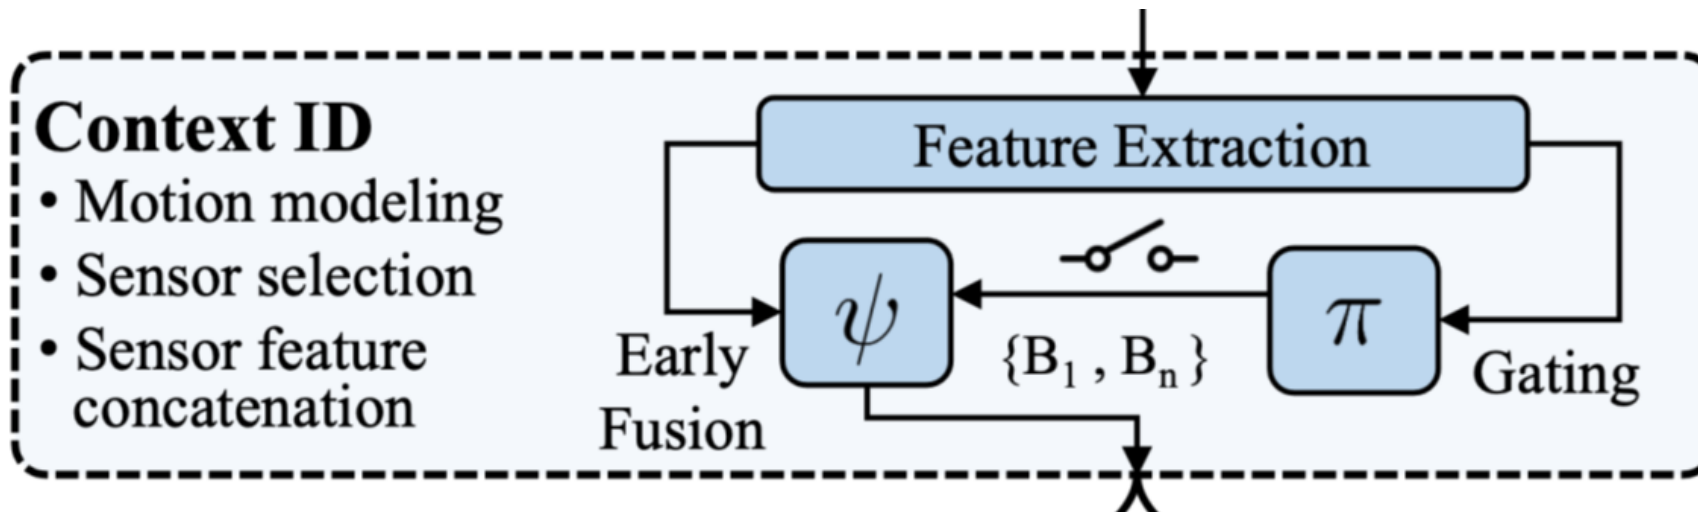 Context ID
• Motion modeling
• Sensor selection
• Sensor feature
concatenation
Feature Extraction
ψ
{B₁ , Bₙ }
π
Early
Fusion
Gating